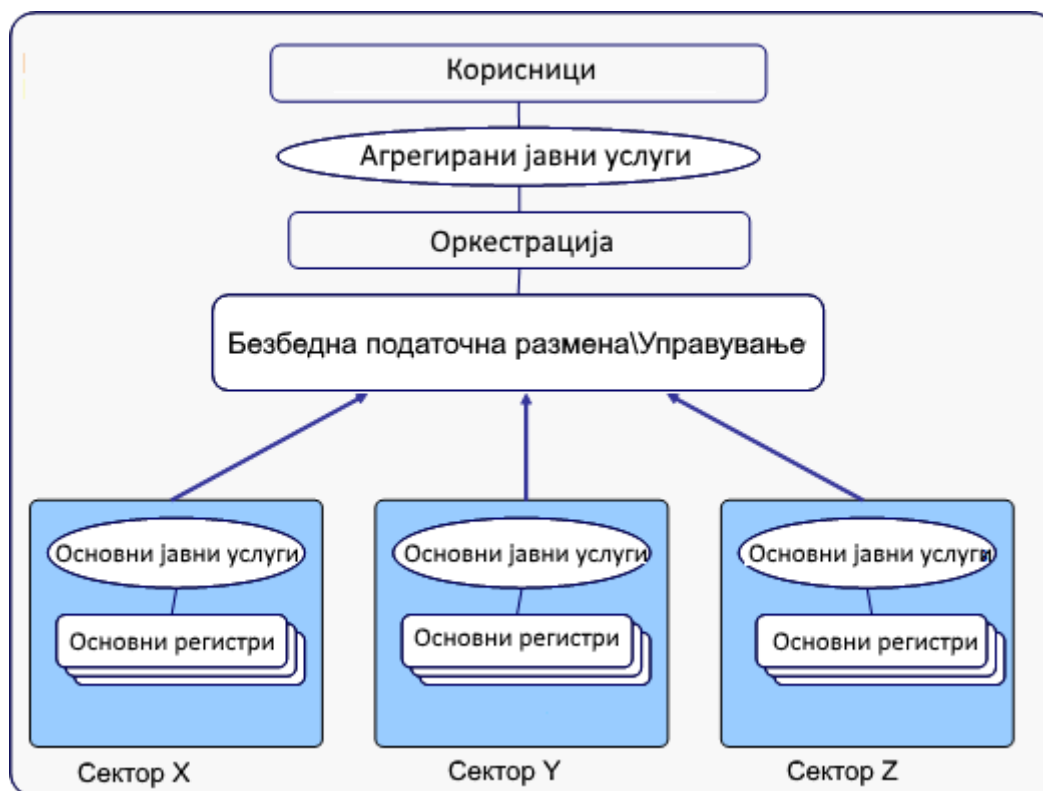 Корисници
Агрегирани јавни услуги
Оркестрација
Безбедна податочна размена\Управување
Основни јавни услуги
Основни регистри
Сектор X
Основни јавни услуги
Основни регистри
Сектор Y
Основни јавни услуги
Основни регистри
Сектор Z